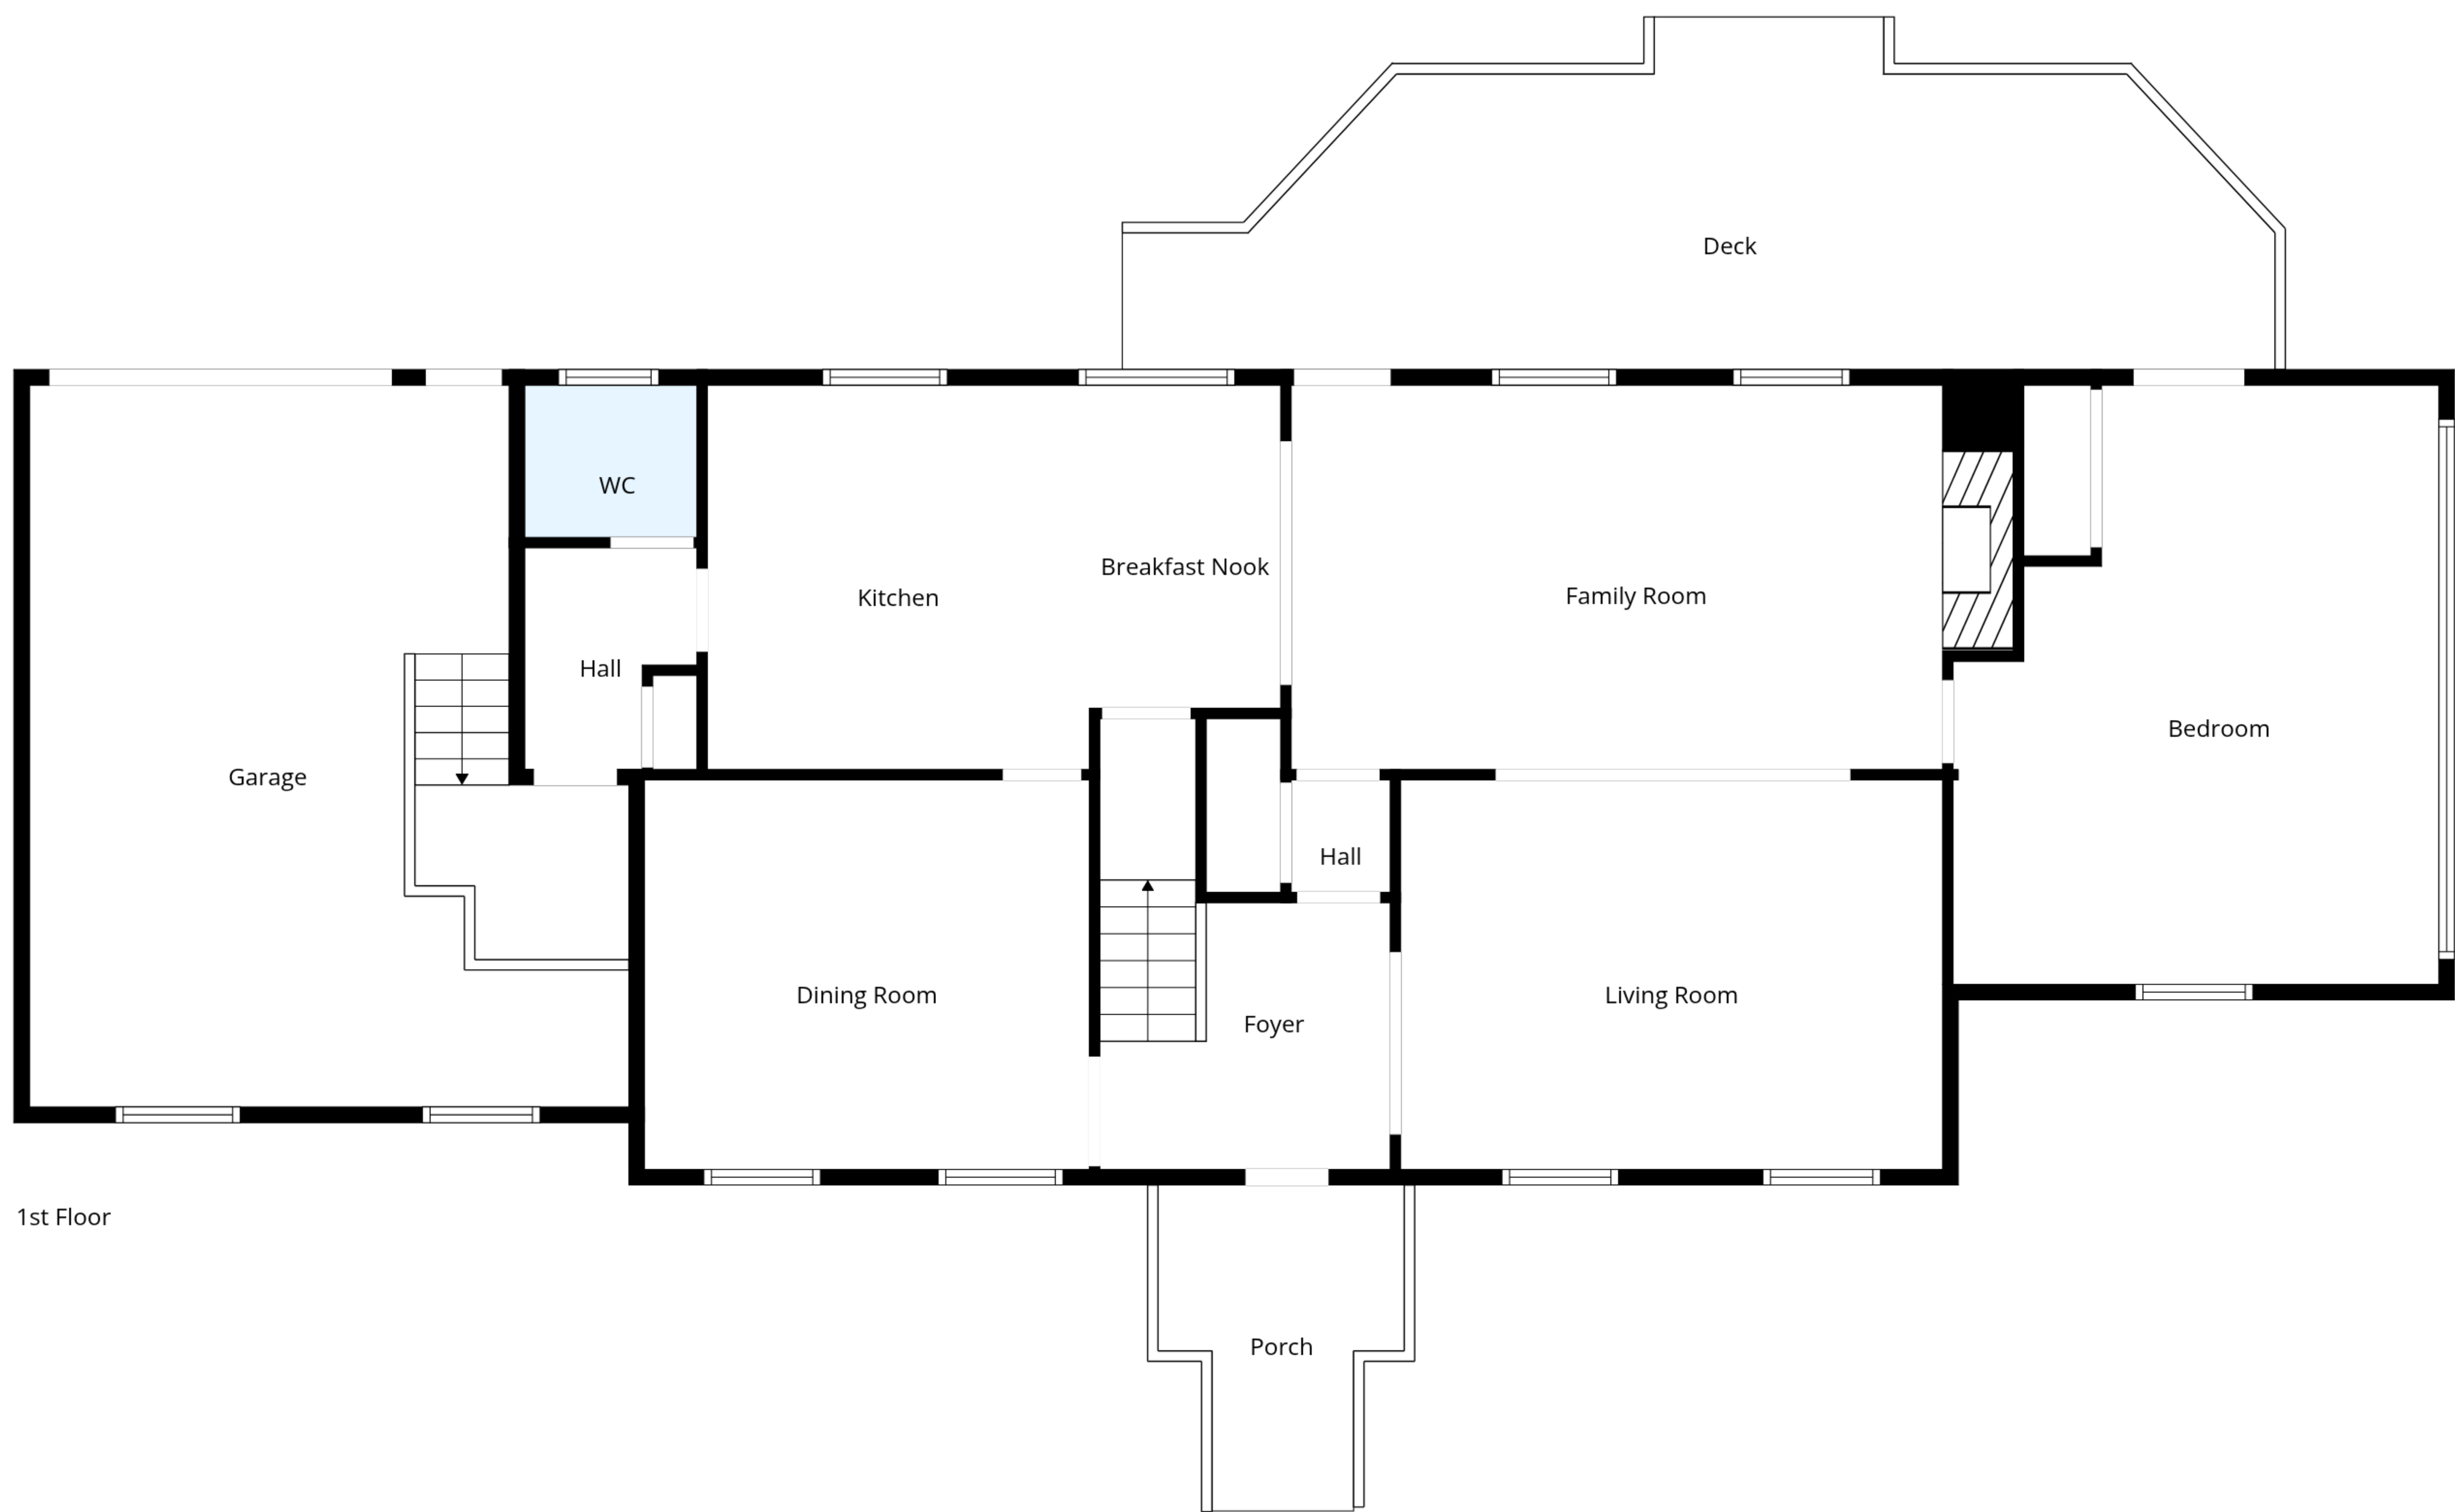 Deck
WC
Breakfast Nook
Kitchen
Family Room
Hall
Bedroom
Garage
Hall
Dining Room
Living Room
Foyer
1st Floor
Porch